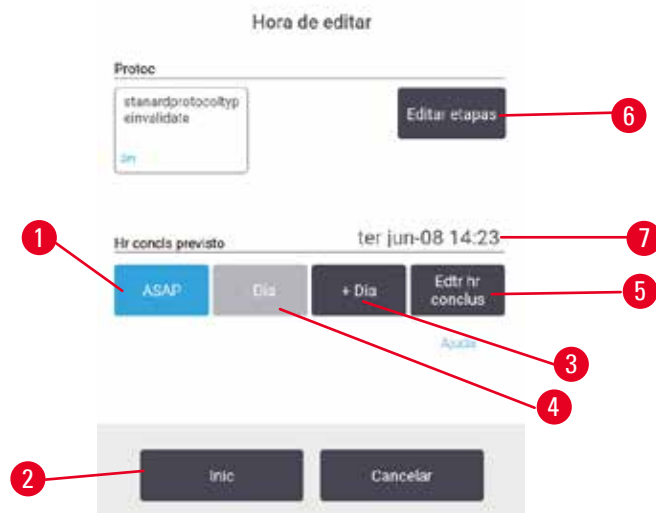 Hora de editar
Protoc
stanardprotocoltyp
einvalidate
Editar etapas
6
1
Hr concls previsto
ter jun-08 14:23
7
ASAP
Dia
+ Dia
Edtr hr
conclus
5
Ajuda
3
4
2
Inic
Cancelar